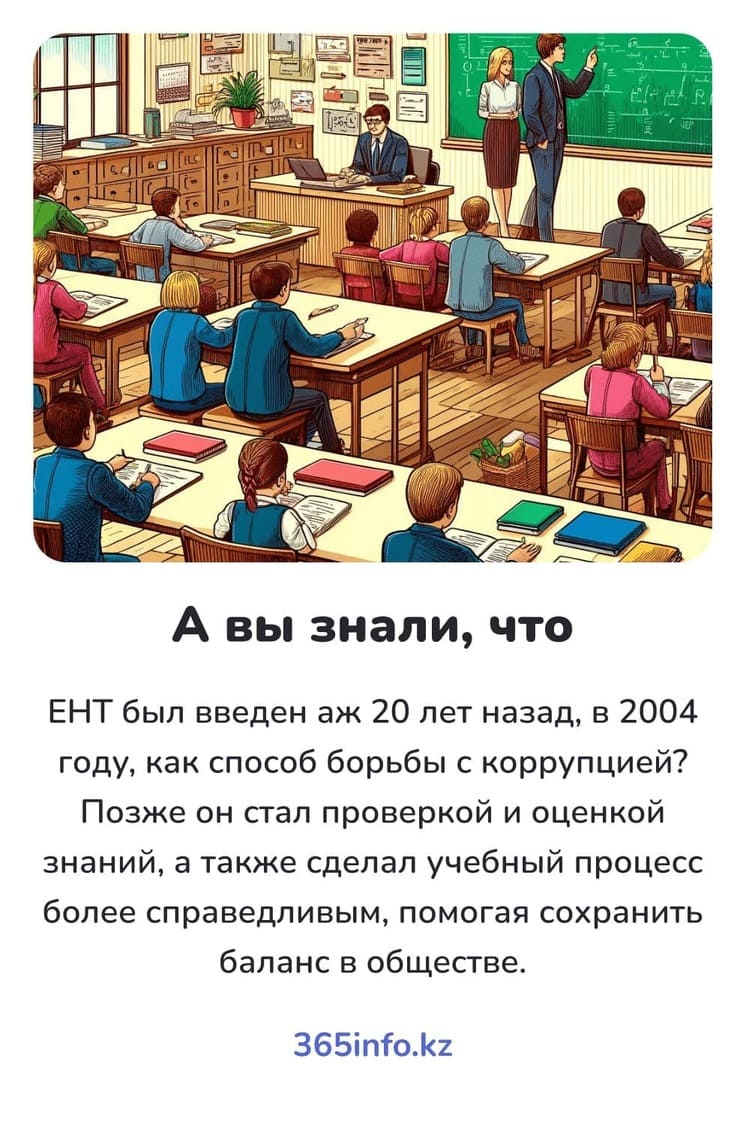 А вы знали, что
ЕНТ был введен аж 20 лет назад, в 2004
году, как способ борьбы с коррупцией?
Позже он стал проверкой и оценкой
знаний, а также сделал учебный процесс
более справедливым, помогая сохранить
баланс в обществе.
365info.kz